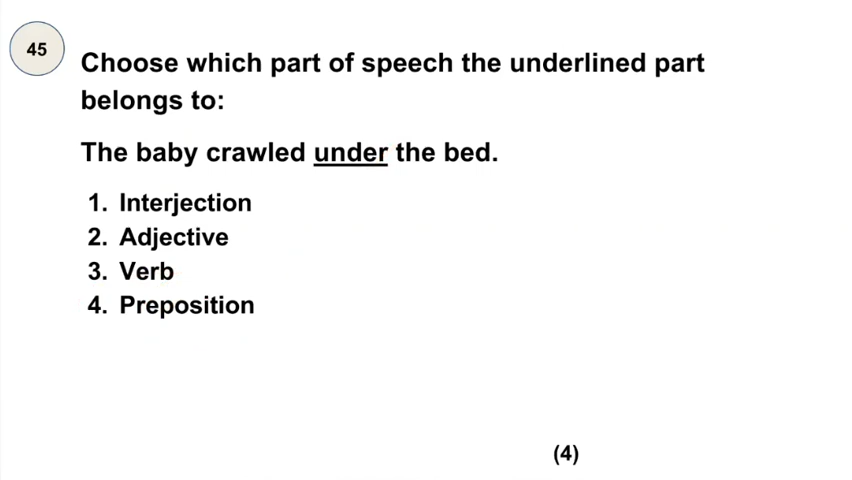 45
Choose which part of speech the underlined part
belongs to:
The baby crawled under the bed.
1. Interjection
2. Adjective
3. Verb
4. Preposition
(4)